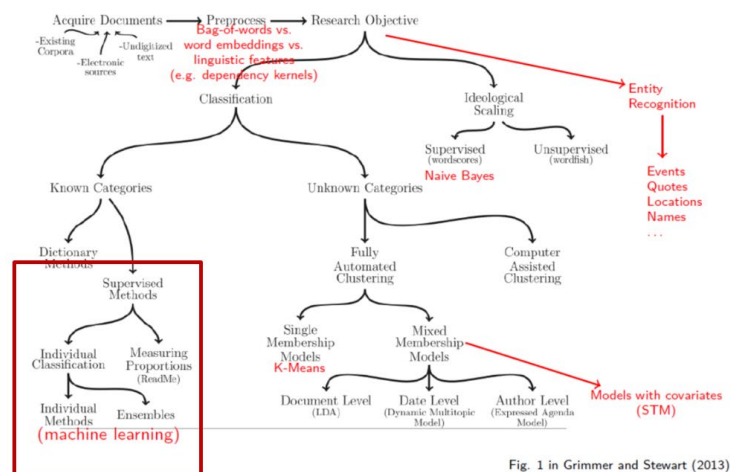 Acquire Documents
Preprocess
Research Objective
-Existing
Corpora
-Electronic
sources
-Undigitized
text
Bag-of-words vs.
word embeddings vs.
linguistic features
(e.g. dependency kernels)
Classification
Ideological
Scaling
Entity
Recognition
Supervised
(wordscores)
Naive Bayes
Unsupervised
(wordfish)
Events
Quotes
Locations
Names
. . .
Known Categories
Unknown Categories
Dictionary
Methods
Supervised
Methods
Fully
Automated
Clustering
Computer
Assisted
Clustering
Individual
Classification
Measuring
Proportions
(ReadMe)
Single
Membership
Models
K-Means
Mixed
Membership
Models
Individual
Methods
Ensembles
(machine learning)
Document Level
(LDA)
Date Level
(Dynamic Multitopic
Model)
Author Level
(Expressed Agenda
Model)
Models with covariates
(STM)
Fig. 1 in Grimmer and Stewart (2013)